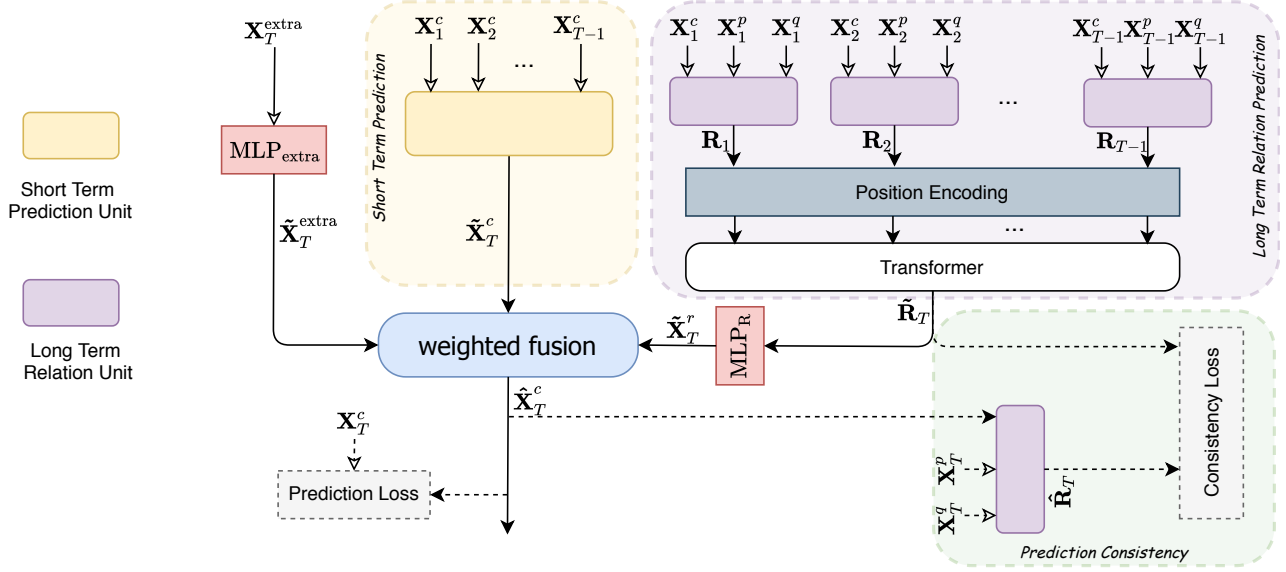 X_T^extra
X_1^c X_2^c ... X_{T-1}^c
X_1^c X_1^p X_1^q X_2^c X_2^p X_2^q ... X_{T-1}^c X_{T-1}^p X_{T-1}^q
Short Term Prediction
Long Term Relation Prediction
MLP_extra
R_1 R_2 R_{T-1}
Short Term
Prediction Unit
Position Encoding
X̃_T^extra
X̃_T^c
...
Transformer
R̃_T
Long Term
Relation Unit
weighted fusion
X̃_T^r
MLP_R
X̂_T^c
X_T^c
Prediction Loss
X_T^p
X_T^q
R̂_T
Consistency Loss
Prediction Consistency